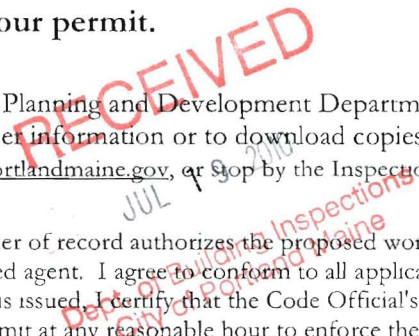 our permit.
RECEIVED
Planning and Development Departm
er information or to download copies
ortlandmaine.gov, or stop by the Inspectio
JUL 19 2010
er of record authorizes the proposed wor
ed agent. I agree to conform to all applica
is issued, I certify that the Code Official's
mit at any reasonable hour to enforce the
Dept. of Building Inspections
City of Portland Maine